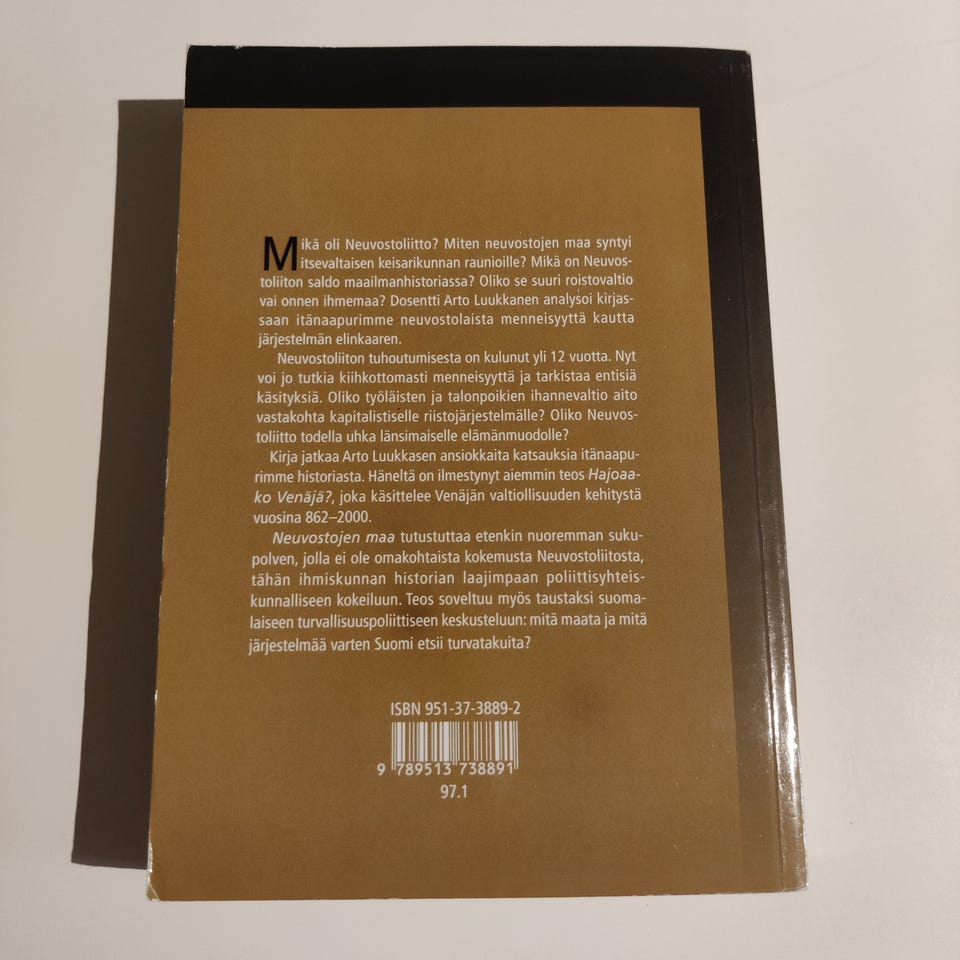 Mikä oli Neuvostoliitto? Miten neuvostojen maa syntyi
itsevaltaisen keisarikunnan raunioille? Mikä on Neuvos-
toliiton saldo maailmanhistoriassa? Oliko se suuri roistovaltio
vai onnen ihmemaa? Dosentti Arto Luukkanen analysoi kirjas-
saan itänaapurimme neuvostolaista menneisyyttä kautta
järjestelmän elinkaaren.
Neuvostoliiton tuhoutumisesta on kulunut yli 12 vuotta. Nyt
voi jo tutkia kiihkottomasti menneisyyttä ja tarkistaa entisiä
käsityksiä. Oliko työläisten ja talonpoikien ihannevaltio aito
vastakohta kapitalistiselle riistojärjestelmälle? Oliko Neuvos-
toliitto todella uhka länsimaiselle elämänmuodolle?
Kirja jatkaa Arto Luukkasen ansiokkaita katsauksia itänaapu-
rimme historiasta. Häneltä on ilmestynyt aiemmin teos Hajoaa-
ko Venäjä?, joka käsittelee Venäjän valtiollisuuden kehitystä
vuosina 862–2000.
Neuvostojen maa tutustuttaa etenkin nuoremman suku-
polven, jolla ei ole omakohtaista kokemusta Neuvostoliitosta,
tähän ihmiskunnan historian laajimpaan poliittisyhteis-
kunnalliseen kokeiluun. Teos soveltuu myös taustaksi suoma-
laiseen turvallisuuspoliittiseen keskusteluun: mitä maata ja mitä
järjestelmää varten Suomi etsii turvatakuita?
ISBN 951-37-3889-2
9 789513 738891
97.1